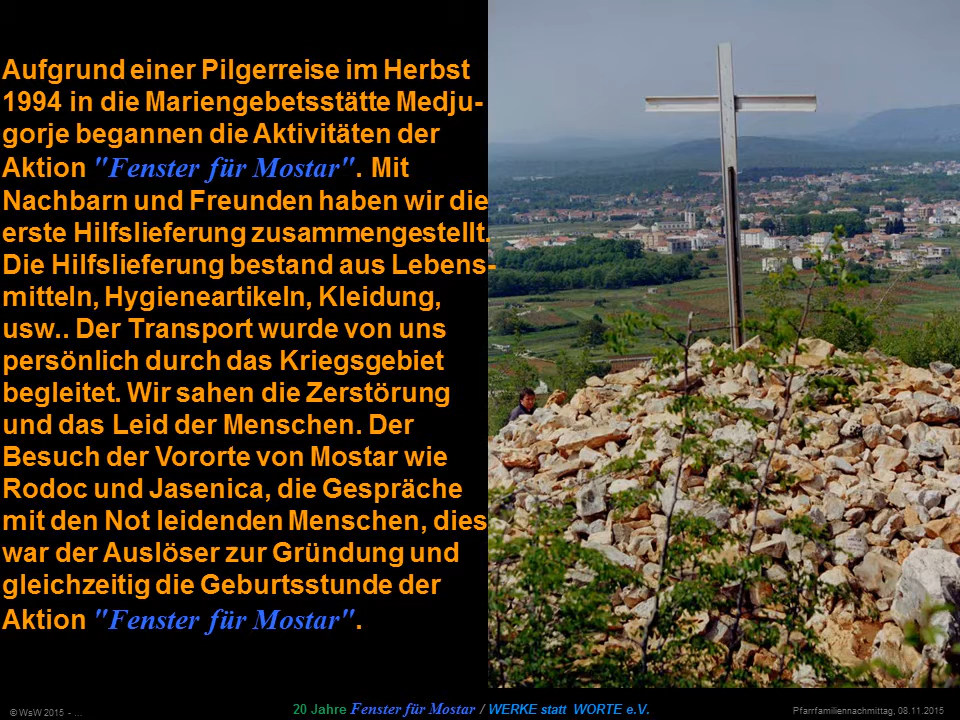 Aufgrund einer Pilgerreise im Herbst
1994 in die Mariengebetsstätte Medju-
gorje begannen die Aktivitäten der
Aktion "Fenster für Mostar". Mit
Nachbarn und Freunden haben wir die
erste Hilfslieferung zusammengestellt.
Die Hilfslieferung bestand aus Lebens-
mitteln, Hygieneartikeln, Kleidung,
usw.. Der Transport wurde von uns
persönlich durch das Kriegsgebiet
begleitet. Wir sahen die Zerstörung
und das Leid der Menschen. Der
Besuch der Vororte von Mostar wie
Rodoc und Jasenica, die Gespräche
mit den Not leidenden Menschen, dies
war der Auslöser zur Gründung und
gleichzeitig die Geburtsstunde der
Aktion "Fenster für Mostar".
© WsW 2015 - ...
20 Jahre Fenster für Mostar / WERKE statt WORTE e.V.
Pfarrfamiliennachmittag, 08.11.2015